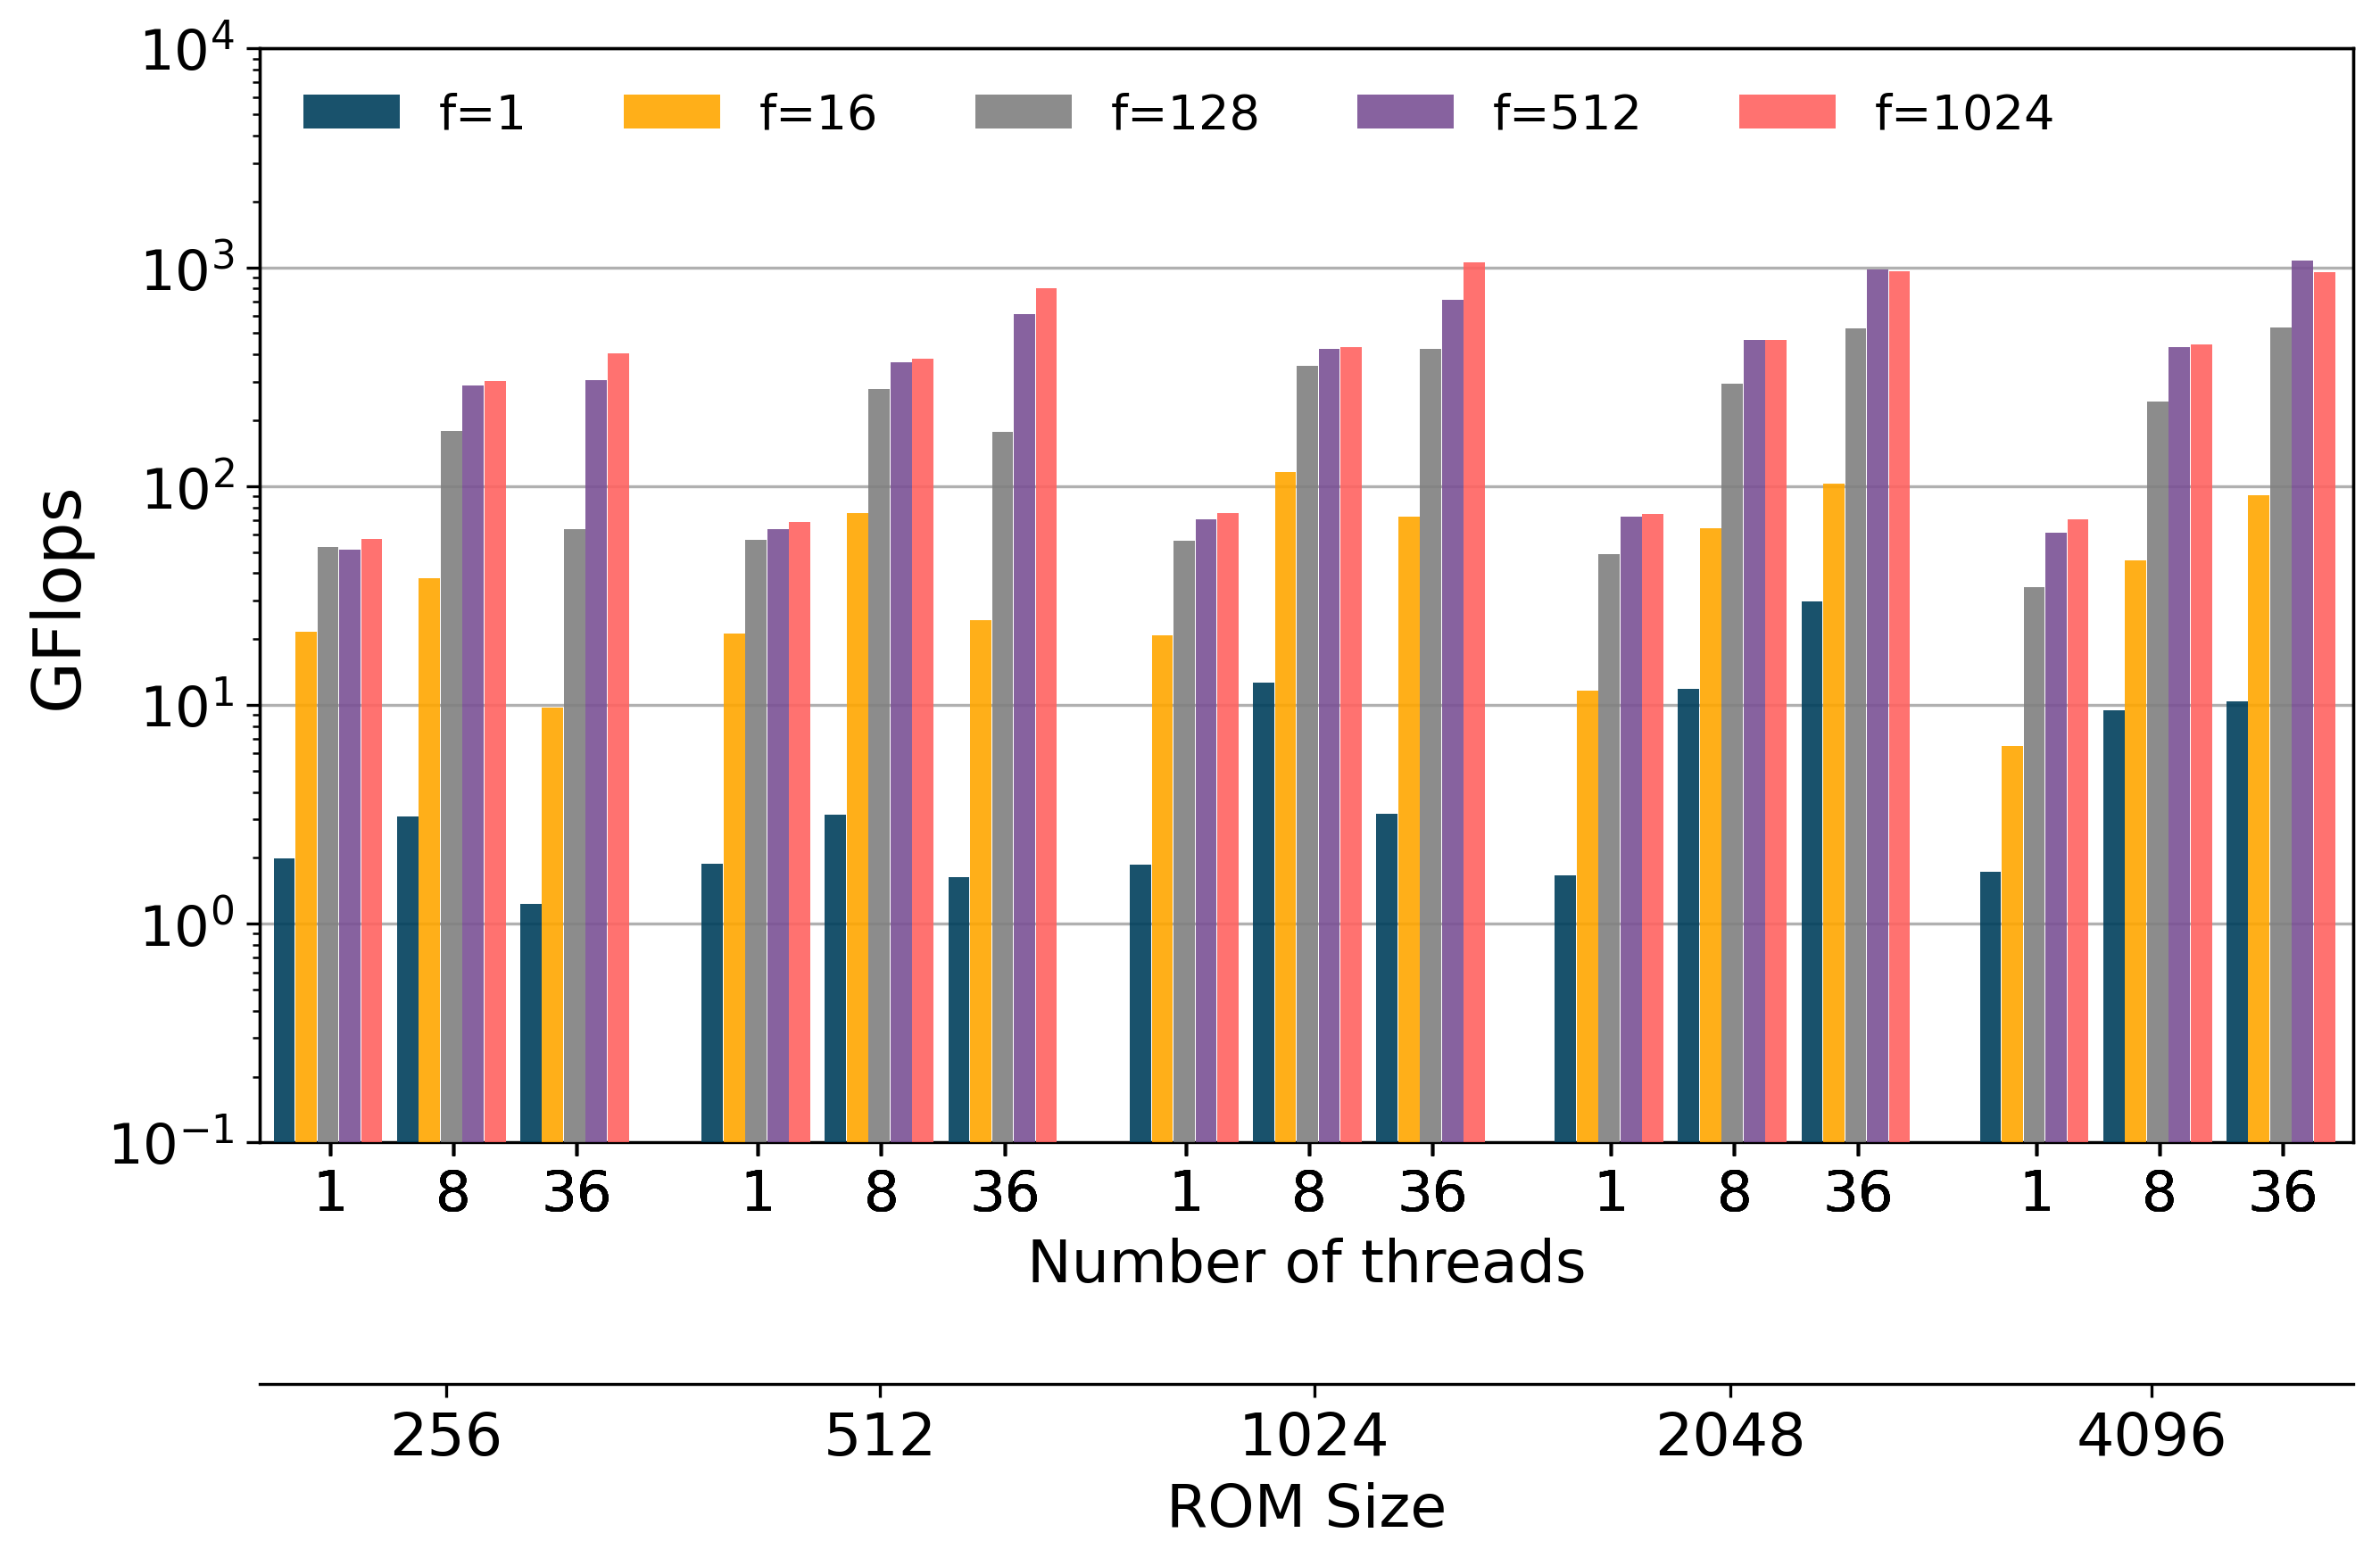 10^4
f=1 f=16 f=128 f=512 f=1024
10^3
10^2
10^1
10^0
10^−1
GFlops
1 8 36 1 8 36 1 8 36 1 8 36 1 8 36
Number of threads
256 512 1024 2048 4096
ROM Size